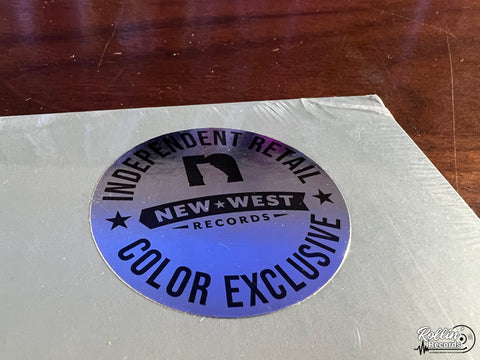 INDEPENDENT RETAIL
n
NEW★WEST
RECORDS
★ ★
COLOR EXCLUSIVE
Rollin'
Records